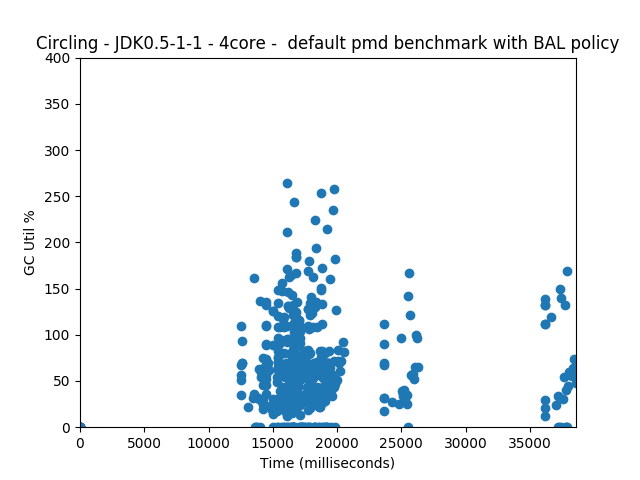 Circling - JDK0.5-1-1 - 4core -  default pmd benchmark with BAL policy
400
350
300
250
200
150
100
50
0
GC Util %
0 5000 10000 15000 20000 25000 30000 35000
Time (milliseconds)